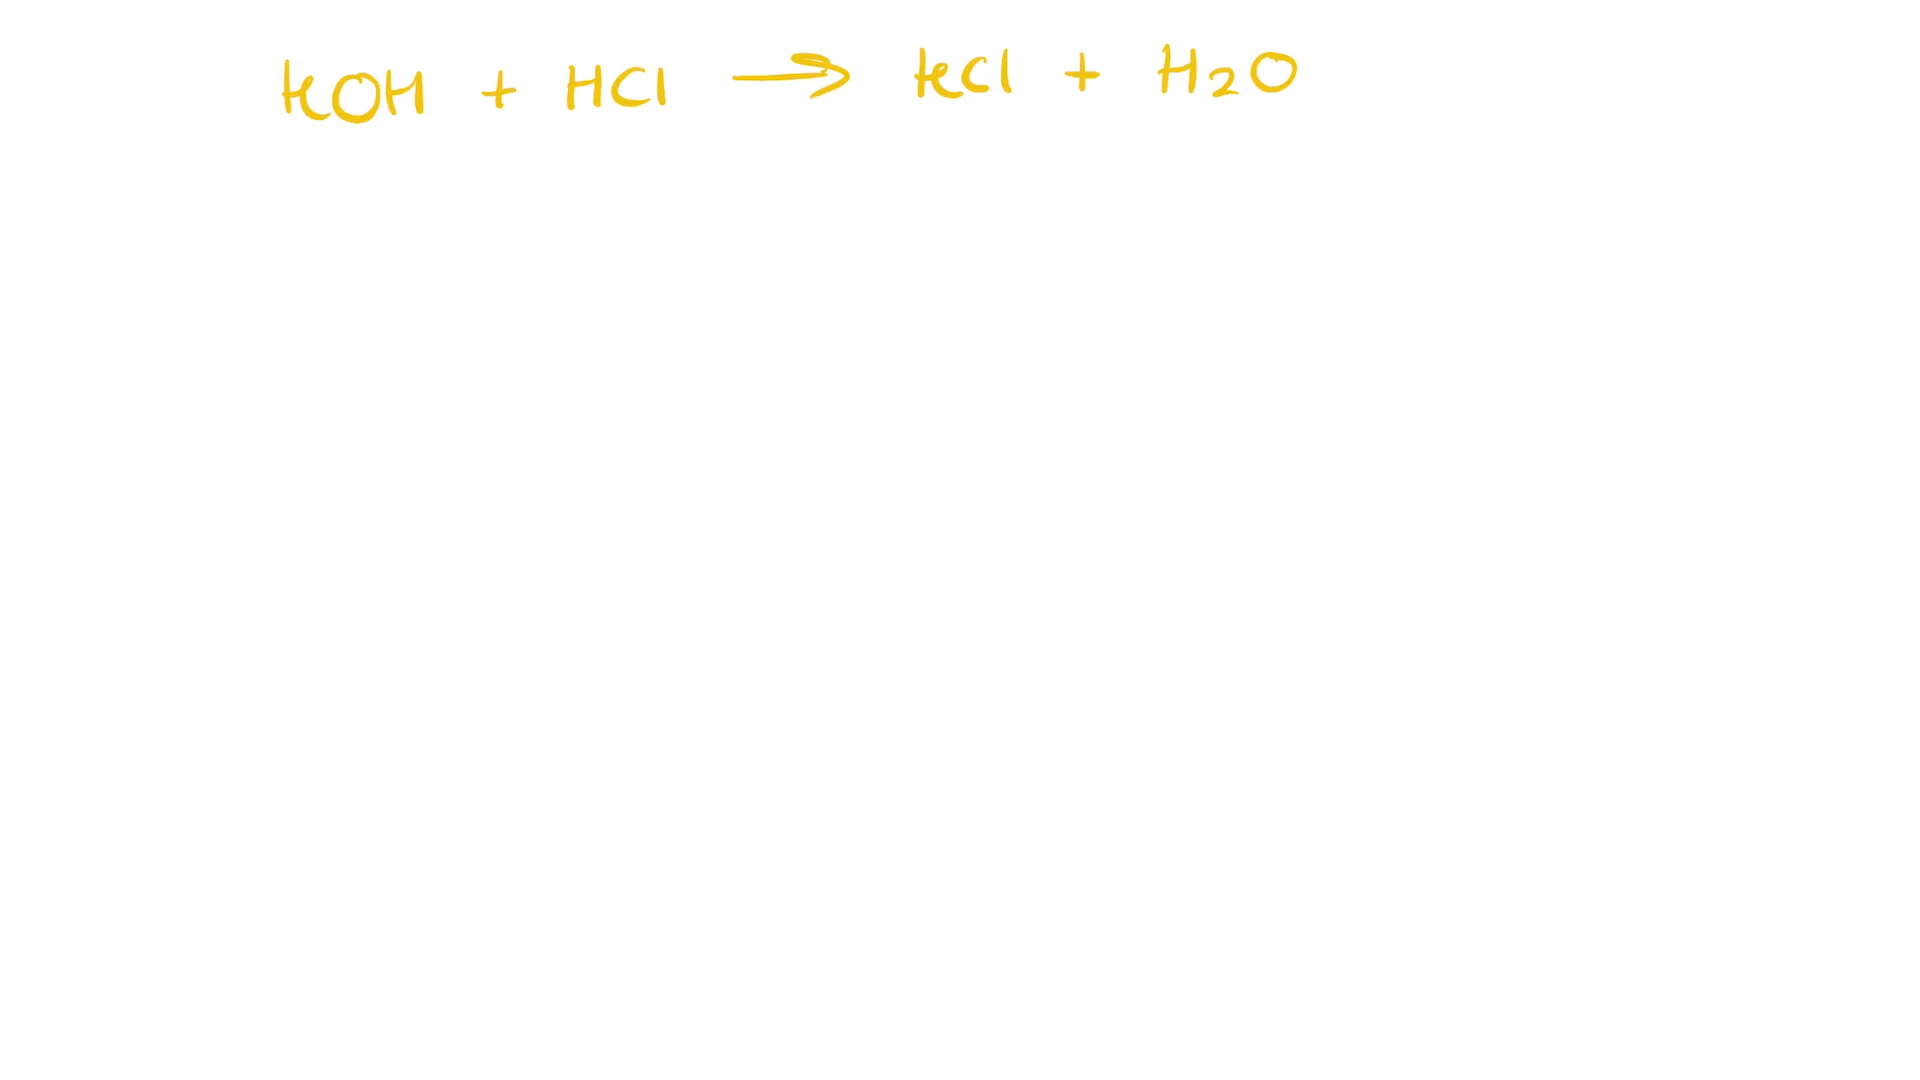 KOH + HCl → KCl + H2O